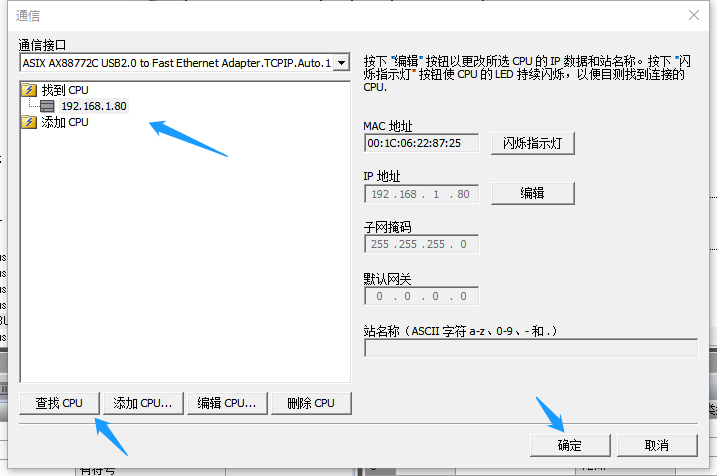 通信
通信接口
ASIX AX88772C USB2.0 to Fast Ethernet Adapter.TCPIP.Auto.1
找到 CPU
192.168.1.80
添加 CPU
按下 "编辑" 按钮以更改所选 CPU 的 IP 数据和站名称。按下 "闪
烁指示灯" 按钮使 CPU 的 LED 持续闪烁，以便目测找到连接的
CPU.
MAC 地址
00:1C:06:22:87:25
闪烁指示灯
IP 地址
192 . 168 . 1 . 80
编辑
子网掩码
255 . 255 . 255 . 0
默认网关
0 . 0 . 0 . 0
站名称（ASCII 字符 a-z、0-9、- 和 .）
查找 CPU
添加 CPU...
编辑 CPU...
删除 CPU
确定
取消